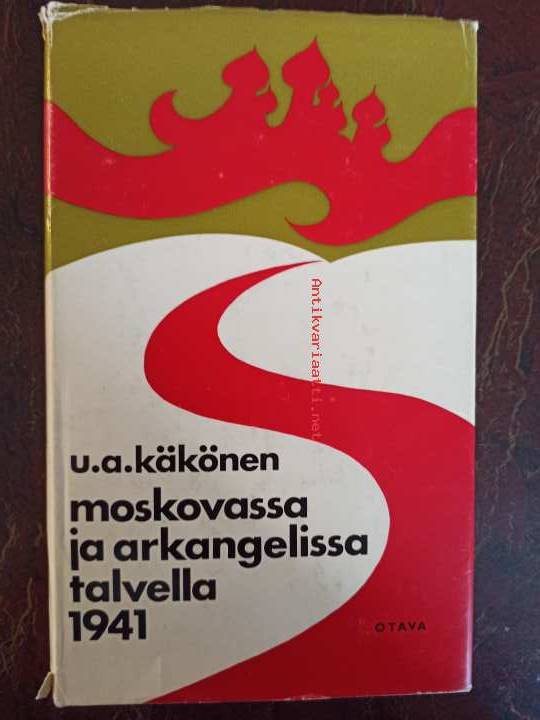 Antikvariaatti.net
u.a.käkönen
moskovassa
ja arkangelissa
talvella
1941
OTAVA